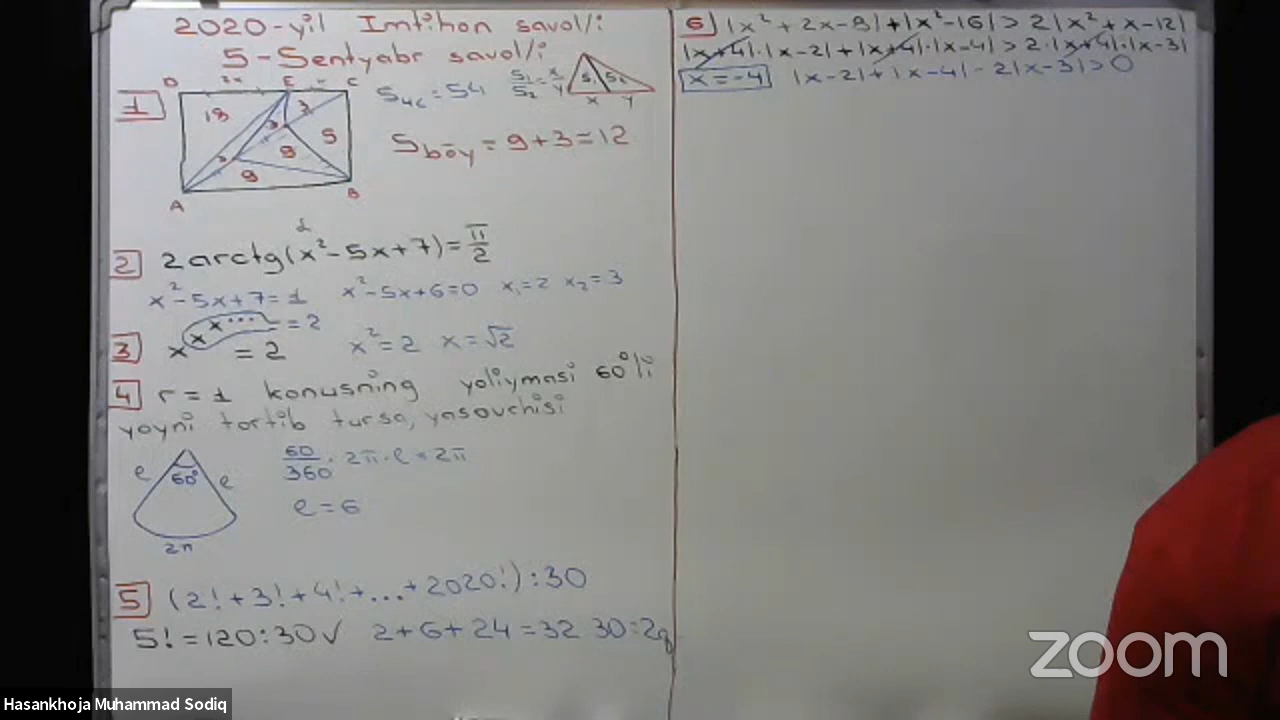 2020-yil Imtihon savoli
5-Sentyabr savoli
1
D 2x E C
18 3 3 5 3 9 9
A B
S₄c = 54
S₁/S₂ = x/y
S₁ S₂
x y
Sbo'y = 9+3=12
2 2arctg(x²-5x+7)=π/2
x²-5x+7=1 x²-5x+6=0 x₁=2 x₂=3
3 x^x^x^... = 2 = 2 x²=2 x=√2
4 r=1 konusning yoliymasi 60°li
yoyni tortib tursa, yasovchisi
e 60° e
2π
60/360 · 2π·e = 2π
e = 6
5 (2!+3!+4!+...+2020!):30
5!=120:30√ 2+6+24=32 30:2q
6 |x²+2x-8|+|x²-16|>2|x²+x-12|
|x+4|·|x-2|+|x+4|·|x-4|>2·|x+4|·|x-3|
x=-4 |x-2|+|x-4|-2|x-3|>0
zoom
Hasankhoja Muhammad Sodiq